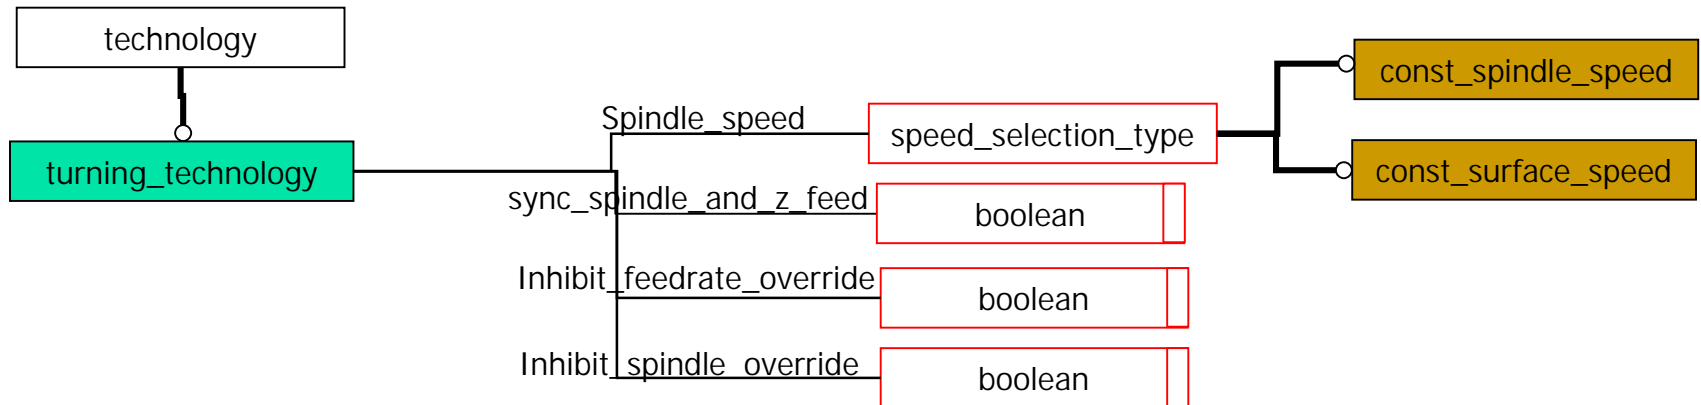 technology
turning_technology
Spindle_speed
speed_selection_type
const_spindle_speed
const_surface_speed
sync_spindle_and_z_feed
boolean
Inhibit_feedrate_override
boolean
Inhibit_spindle_override
boolean